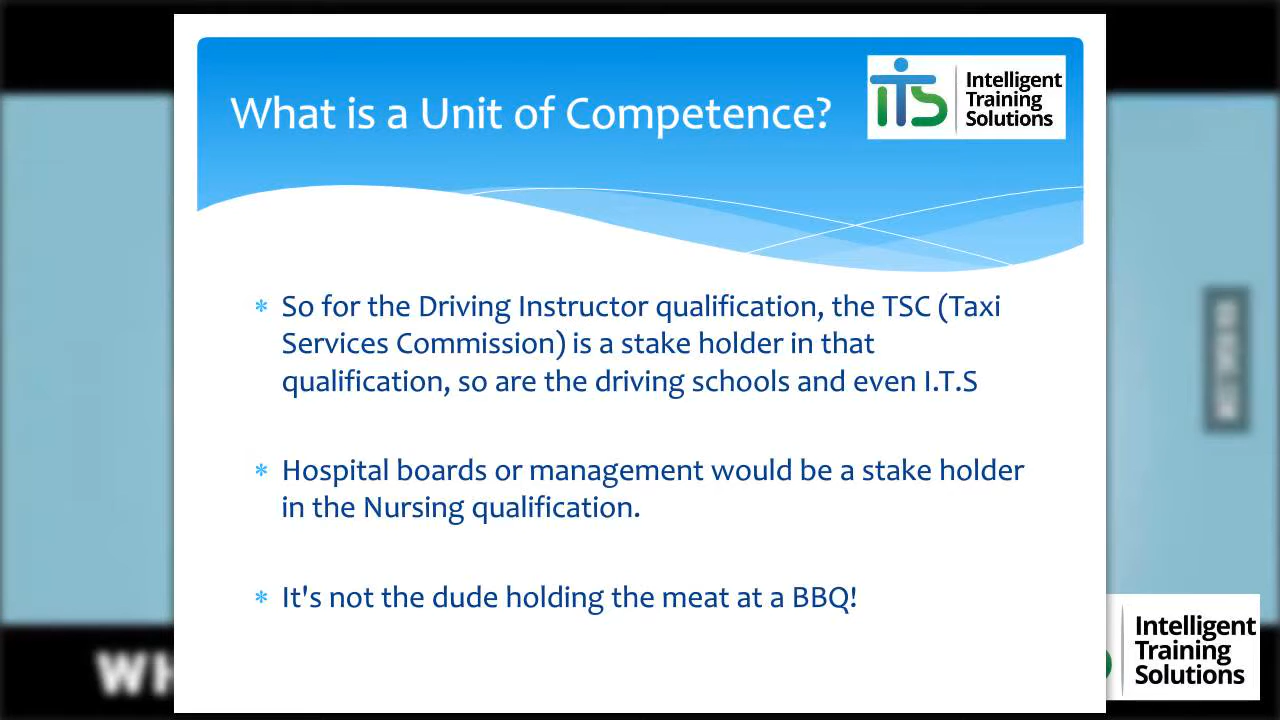 What is a Unit of Competence?
iTS
Intelligent
Training
Solutions
* So for the Driving Instructor qualification, the TSC (Taxi
Services Commission) is a stake holder in that
qualification, so are the driving schools and even I.T.S
* Hospital boards or management would be a stake holder
in the Nursing qualification.
* It's not the dude holding the meat at a BBQ!
Intelligent
Training
Solutions
WH